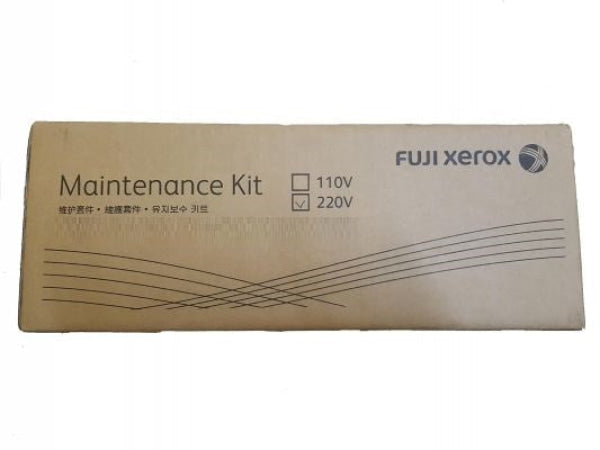 FUJI xerox
Maintenance Kit
110V
220V
维护套件 • 維護套件 • 유지보수 키트